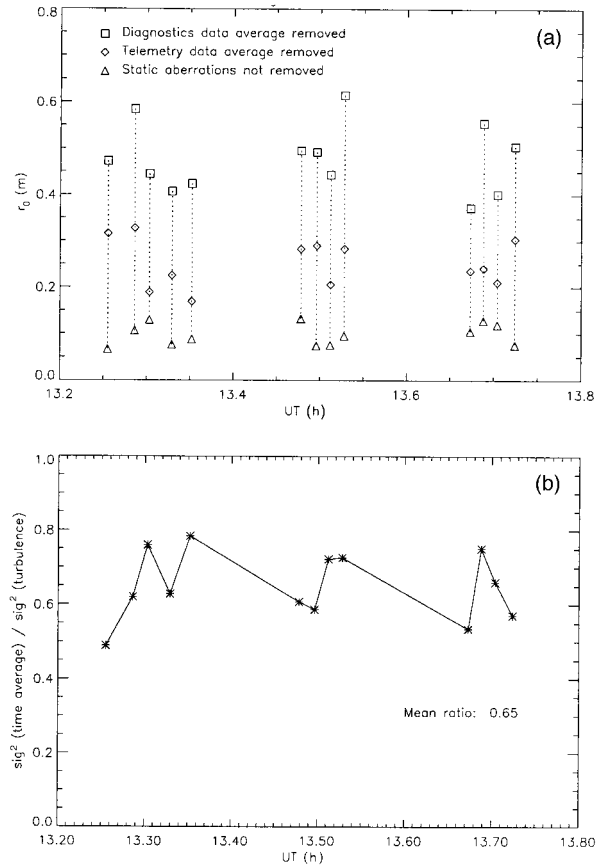 (a)
□ Diagnostics data average removed
◇ Telemetry data average removed
△ Static aberrations not removed
0.8
0.6
0.4
0.2
0.0
r₀ (m)
13.2
13.4
13.6
13.8
UT (h)
(b)
1.0
0.8
0.6
0.4
0.2
0.0
sig² (time average) / sig² (turbulence)
Mean ratio: 0.65
13.20
13.30
13.40
13.50
13.60
13.70
13.80
UT (h)